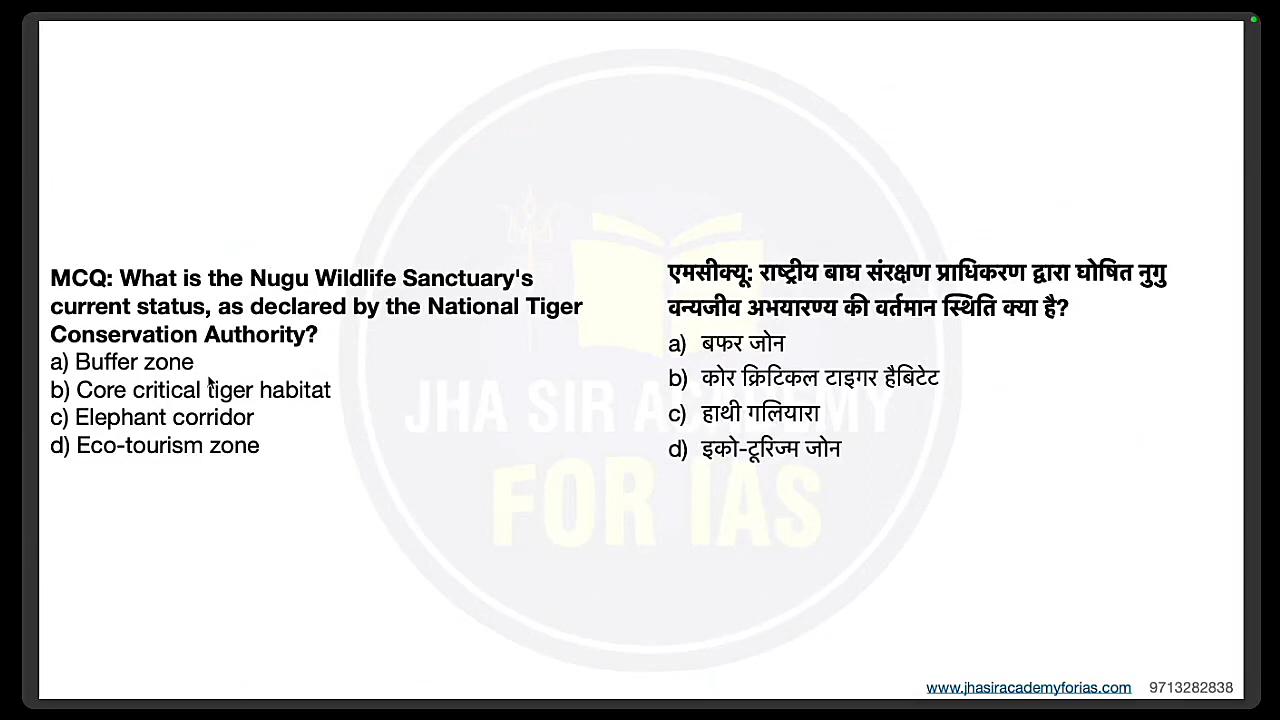 MCQ: What is the Nugu Wildlife Sanctuary's
current status, as declared by the National Tiger
Conservation Authority?
a) Buffer zone
b) Core critical tiger habitat
c) Elephant corridor
d) Eco-tourism zone
एमसीक्यू: राष्ट्रीय बाघ संरक्षण प्राधिकरण द्वारा घोषित नुगु
वन्यजीव अभयारण्य की वर्तमान स्थिति क्या है?
a) बफर जोन
b) कोर क्रिटिकल टाइगर हैबिटेट
c) हाथी गलियारा
d) इको-टूरिज्म जोन
JHA SIR ACADEMY
FOR IAS
www.jhasiracademyforias.com 9713282838